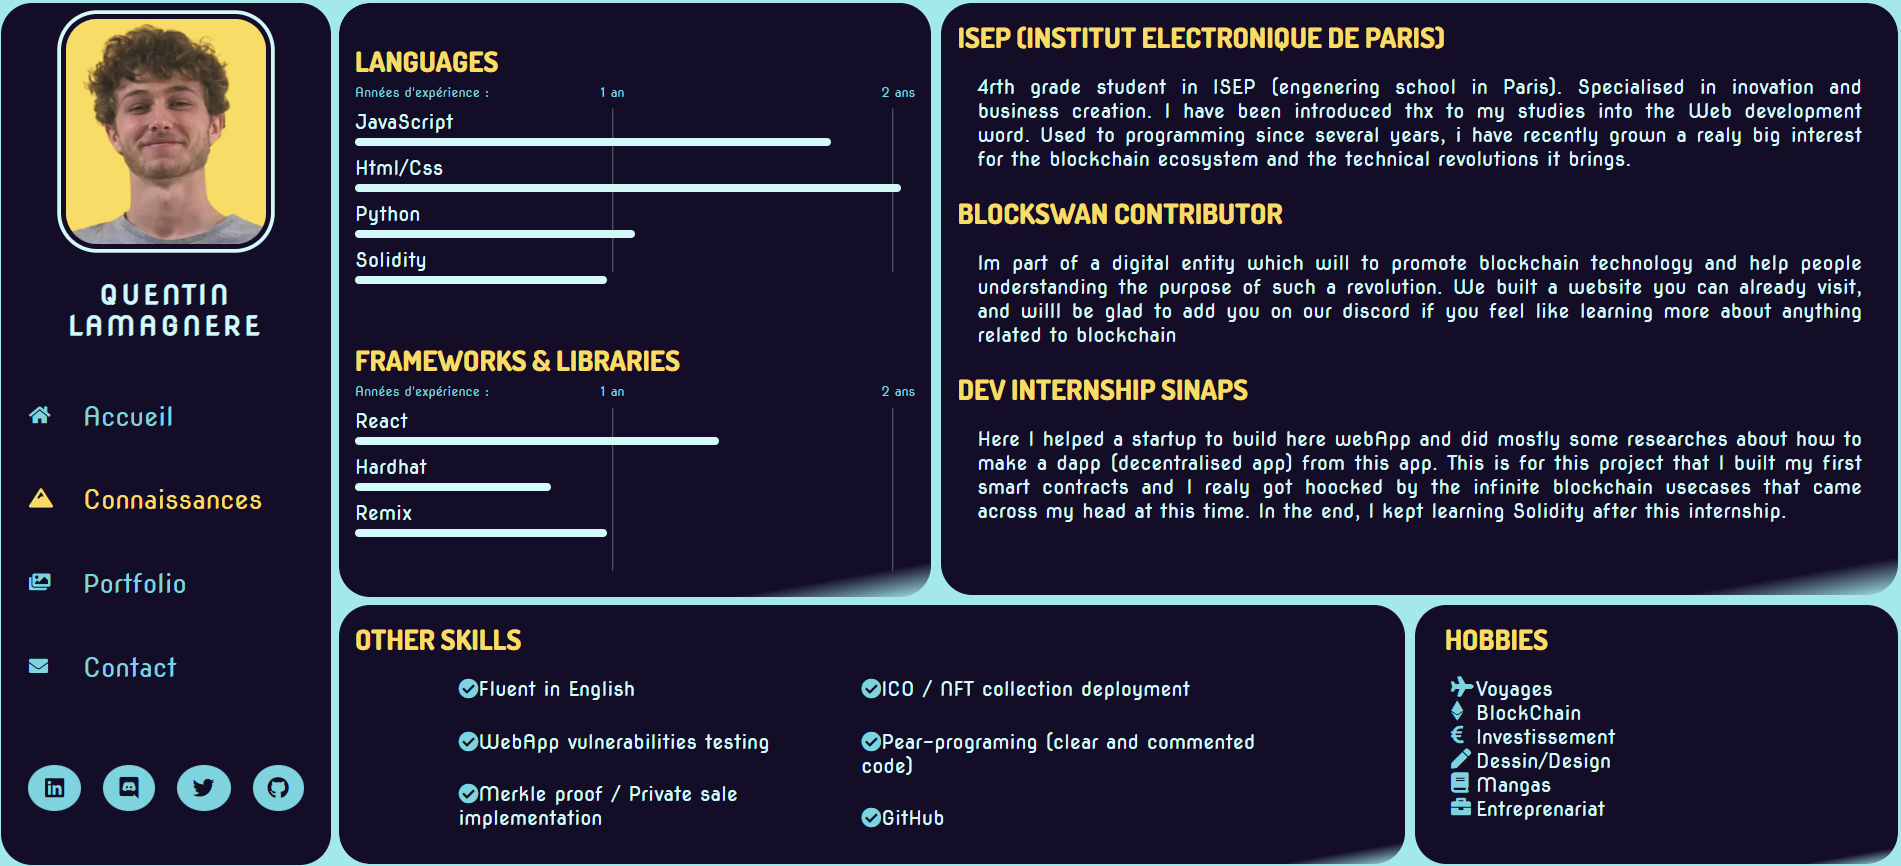 QUENTIN
LAMAGNERE
Accueil
Connaissances
Portfolio
Contact
LANGUAGES
Années d'expérience : 1 an 2 ans
JavaScript
Html/Css
Python
Solidity
FRAMEWORKS & LIBRARIES
Années d'expérience : 1 an 2 ans
React
Hardhat
Remix
ISEP (INSTITUT ELECTRONIQUE DE PARIS)
4rth grade student in ISEP (engenering school in Paris). Specialised in inovation and
business creation. I have been introduced thx to my studies into the Web development
word. Used to programming since several years, i have recently grown a realy big interest
for the blockchain ecosystem and the technical revolutions it brings.
BLOCKSWAN CONTRIBUTOR
Im part of a digital entity which will to promote blockchain technology and help people
understanding the purpose of such a revolution. We built a website you can already visit,
and willl be glad to add you on our discord if you feel like learning more about anything
related to blockchain
DEV INTERNSHIP SINAPS
Here I helped a startup to build here webApp and did mostly some researches about how to
make a dapp (decentralised app) from this app. This is for this project that I built my first
smart contracts and I realy got hoocked by the infinite blockchain usecases that came
across my head at this time. In the end, I kept learning Solidity after this internship.
OTHER SKILLS
Fluent in English
WebApp vulnerabilities testing
Merkle proof / Private sale
implementation
ICO / NFT collection deployment
Pear-programing (clear and commented
code)
GitHub
HOBBIES
Voyages
BlockChain
Investissement
Dessin/Design
Mangas
Entreprenariat